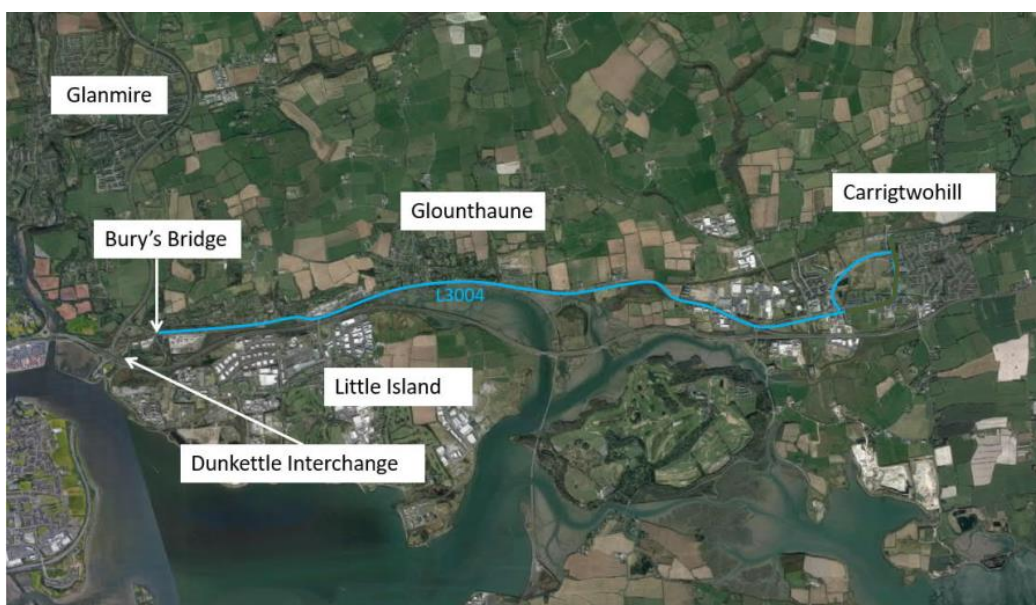 Glanmire
Carrigtwohill
Glounthaune
Bury's Bridge
L3004
Little Island
Dunkettle Interchange